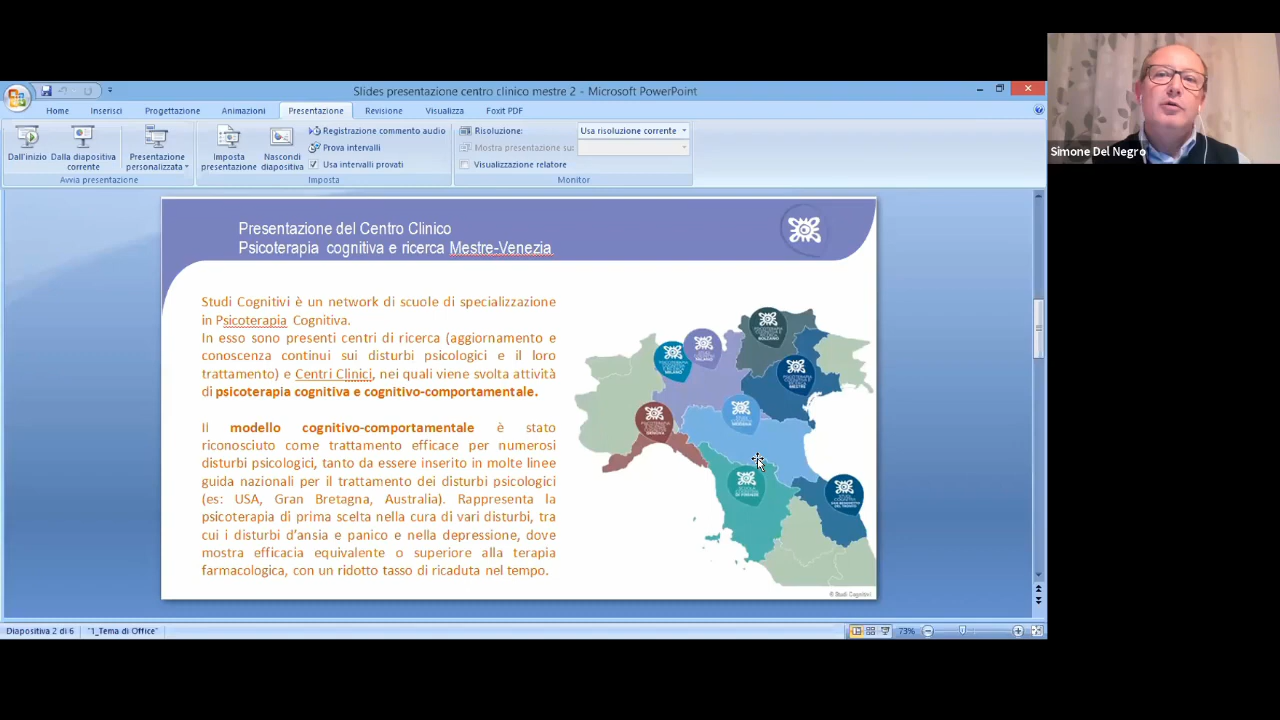 Slides presentazione centro clinico mestre 2 - Microsoft PowerPoint
Home Inserisci Progettazione Animazioni Presentazione Revisione Visualizza Foxit PDF
Dall'inizio
Dalla diapositiva corrente
Presentazione personalizzata
Avvia presentazione
Imposta presentazione
Nascondi diapositiva
Registrazione commento audio
Prova intervalli
Usa intervalli provati
Imposta
Risoluzione: Usa risoluzione corrente
Mostra presentazione su:
Visualizzazione relatore
Monitor
Simone Del Negro
Presentazione del Centro Clinico
Psicoterapia cognitiva e ricerca Mestre-Venezia
Studi Cognitivi è un network di scuole di specializzazione
in Psicoterapia Cognitiva.
In esso sono presenti centri di ricerca (aggiornamento e
conoscenza continui sui disturbi psicologici e il loro
trattamento) e Centri Clinici, nei quali viene svolta attività
di psicoterapia cognitiva e cognitivo-comportamentale.
Il modello cognitivo-comportamentale è stato
riconosciuto come trattamento efficace per numerosi
disturbi psicologici, tanto da essere inserito in molte linee
guida nazionali per il trattamento dei disturbi psicologici
(es: USA, Gran Bretagna, Australia). Rappresenta la
psicoterapia di prima scelta nella cura di vari disturbi, tra
cui i disturbi d'ansia e panico e nella depressione, dove
mostra efficacia equivalente o superiore alla terapia
farmacologica, con un ridotto tasso di ricaduta nel tempo.
© Studi Cognitivi
Diapositiva 2 di 6 "1_Tema di Office" 73%